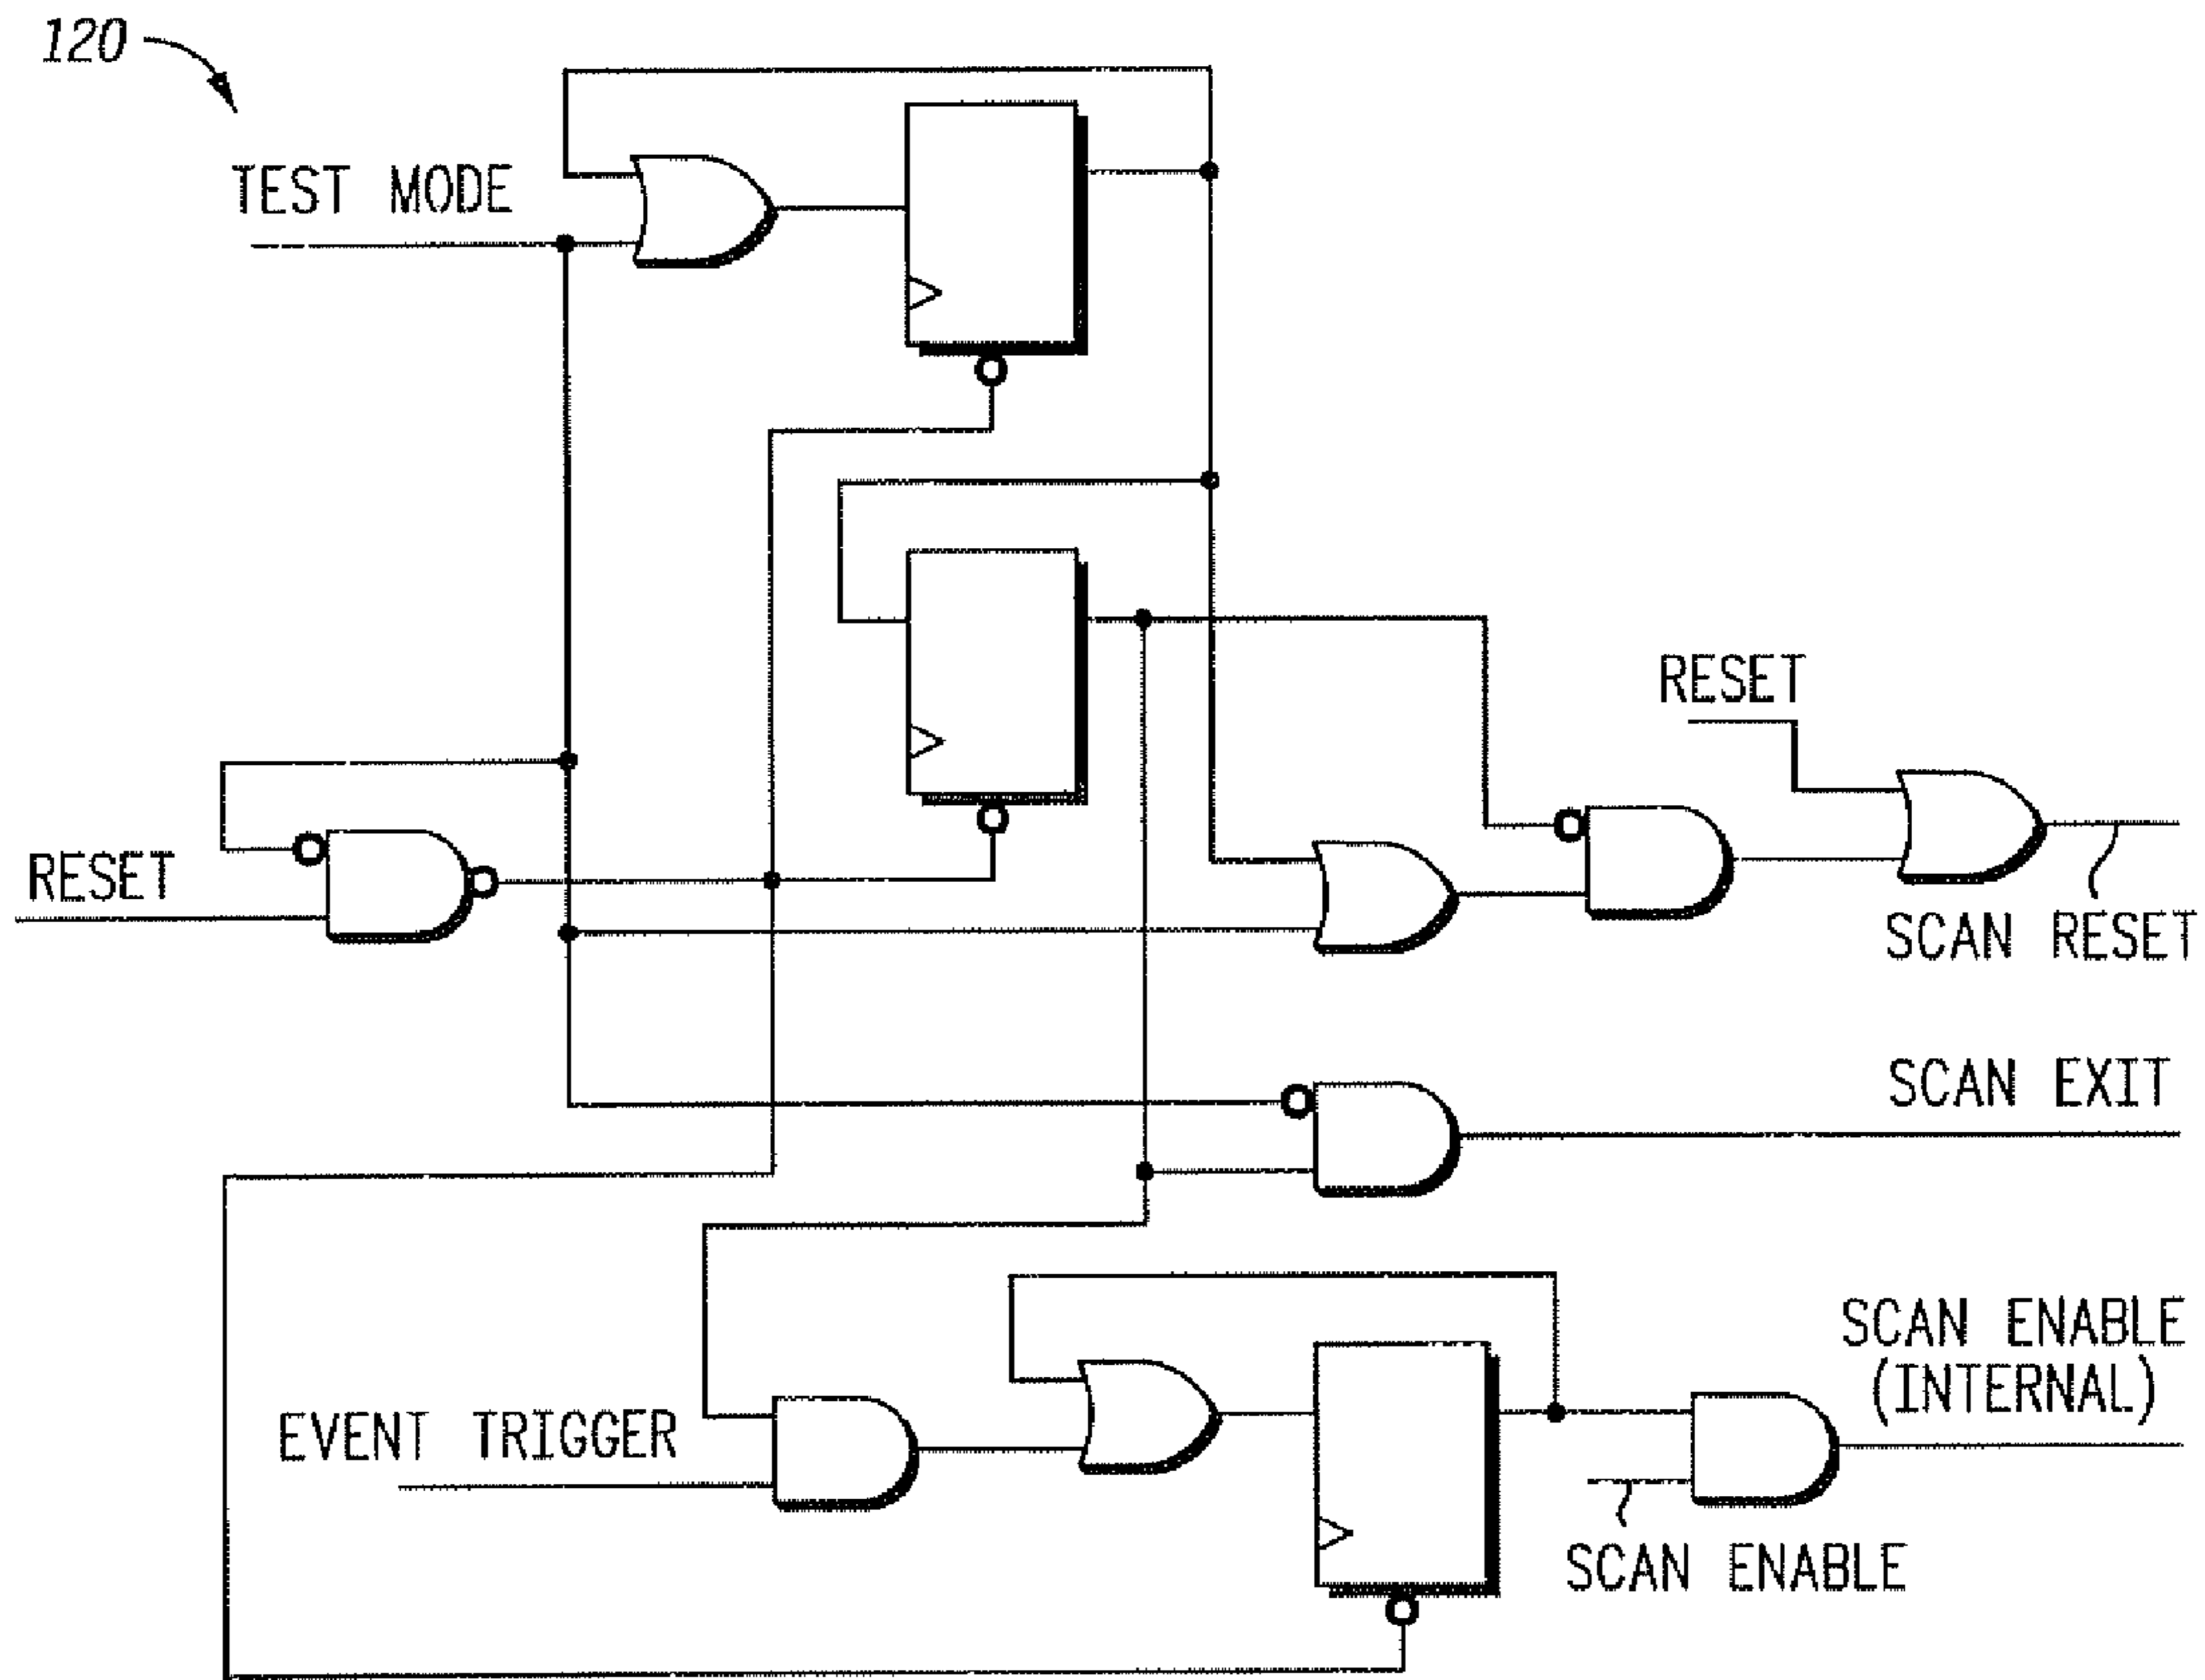 120
TEST MODE
RESET
RESET
SCAN RESET
SCAN EXIT
SCAN ENABLE
(INTERNAL)
EVENT TRIGGER
SCAN ENABLE